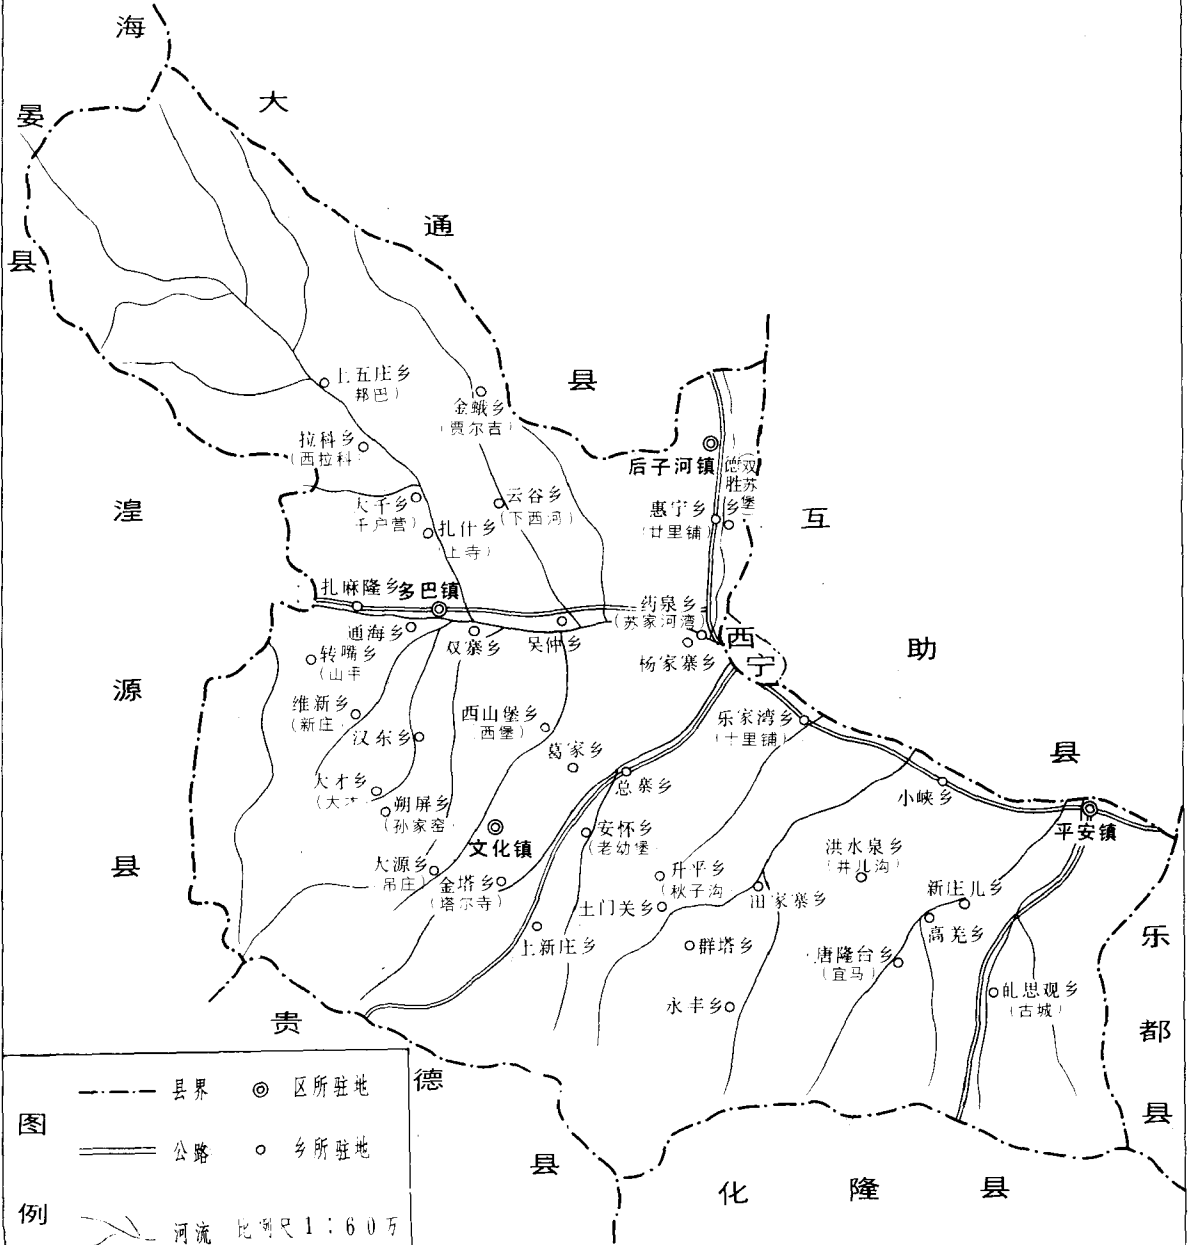 海
晏
县
大
通
县
湟
源
县
互
助
县
乐
都
县
贵
德
县
化
隆
县
上五庄乡
邦巴）
金蛾乡
（贾尔吉）
拉科乡
（西拉科
后子河镇
德胜乡
（双苏堡）
大千乡
千户营）
云谷乡
（下西河）
扎什乡
（上寺）
惠宁乡
（廿里铺）
扎麻隆乡
多巴镇
药泉乡
（苏家河湾）
通海乡
双寨乡
吴仲乡
杨家寨乡
西宁
转嘴乡
（山丰
维新乡
（新庄
汉东乡
西山堡乡
（西堡）
葛家乡
乐家湾乡
（十里铺）
大才乡
朔屏乡
（孙家窑
总寨乡
小峡乡
平安镇
文化镇
安怀乡
（老幼堡
洪水泉乡
（井儿沟）
大源乡
（吊庄）
金塔乡
（塔尔寺）
升平乡
（秋子沟）
田家寨乡
新庄儿乡
土门关乡
高羌乡
上新庄乡
群塔乡
唐隆台乡
（宜马）
永丰乡
乩思观乡
（古城）
图例
县界
区所驻地
公路
乡所驻地
河流
比例尺1：60万